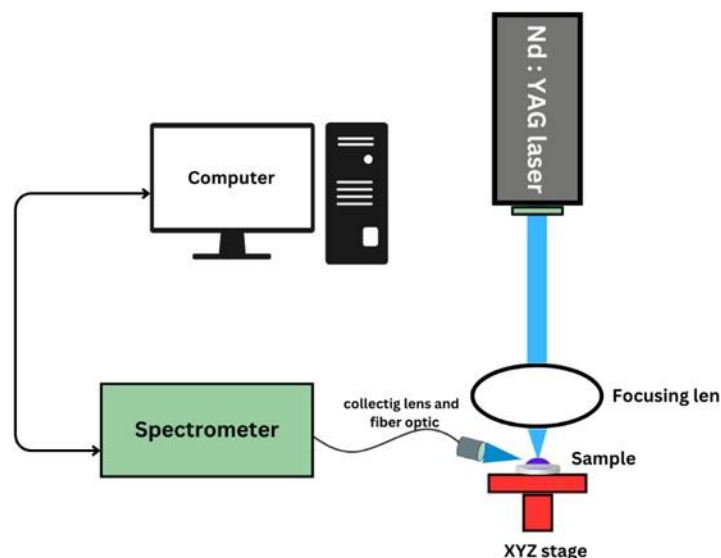 Nd : YAG laser
Computer
Focusing len
collectig lens and
fiber optic
Spectrometer
Sample
XYZ stage